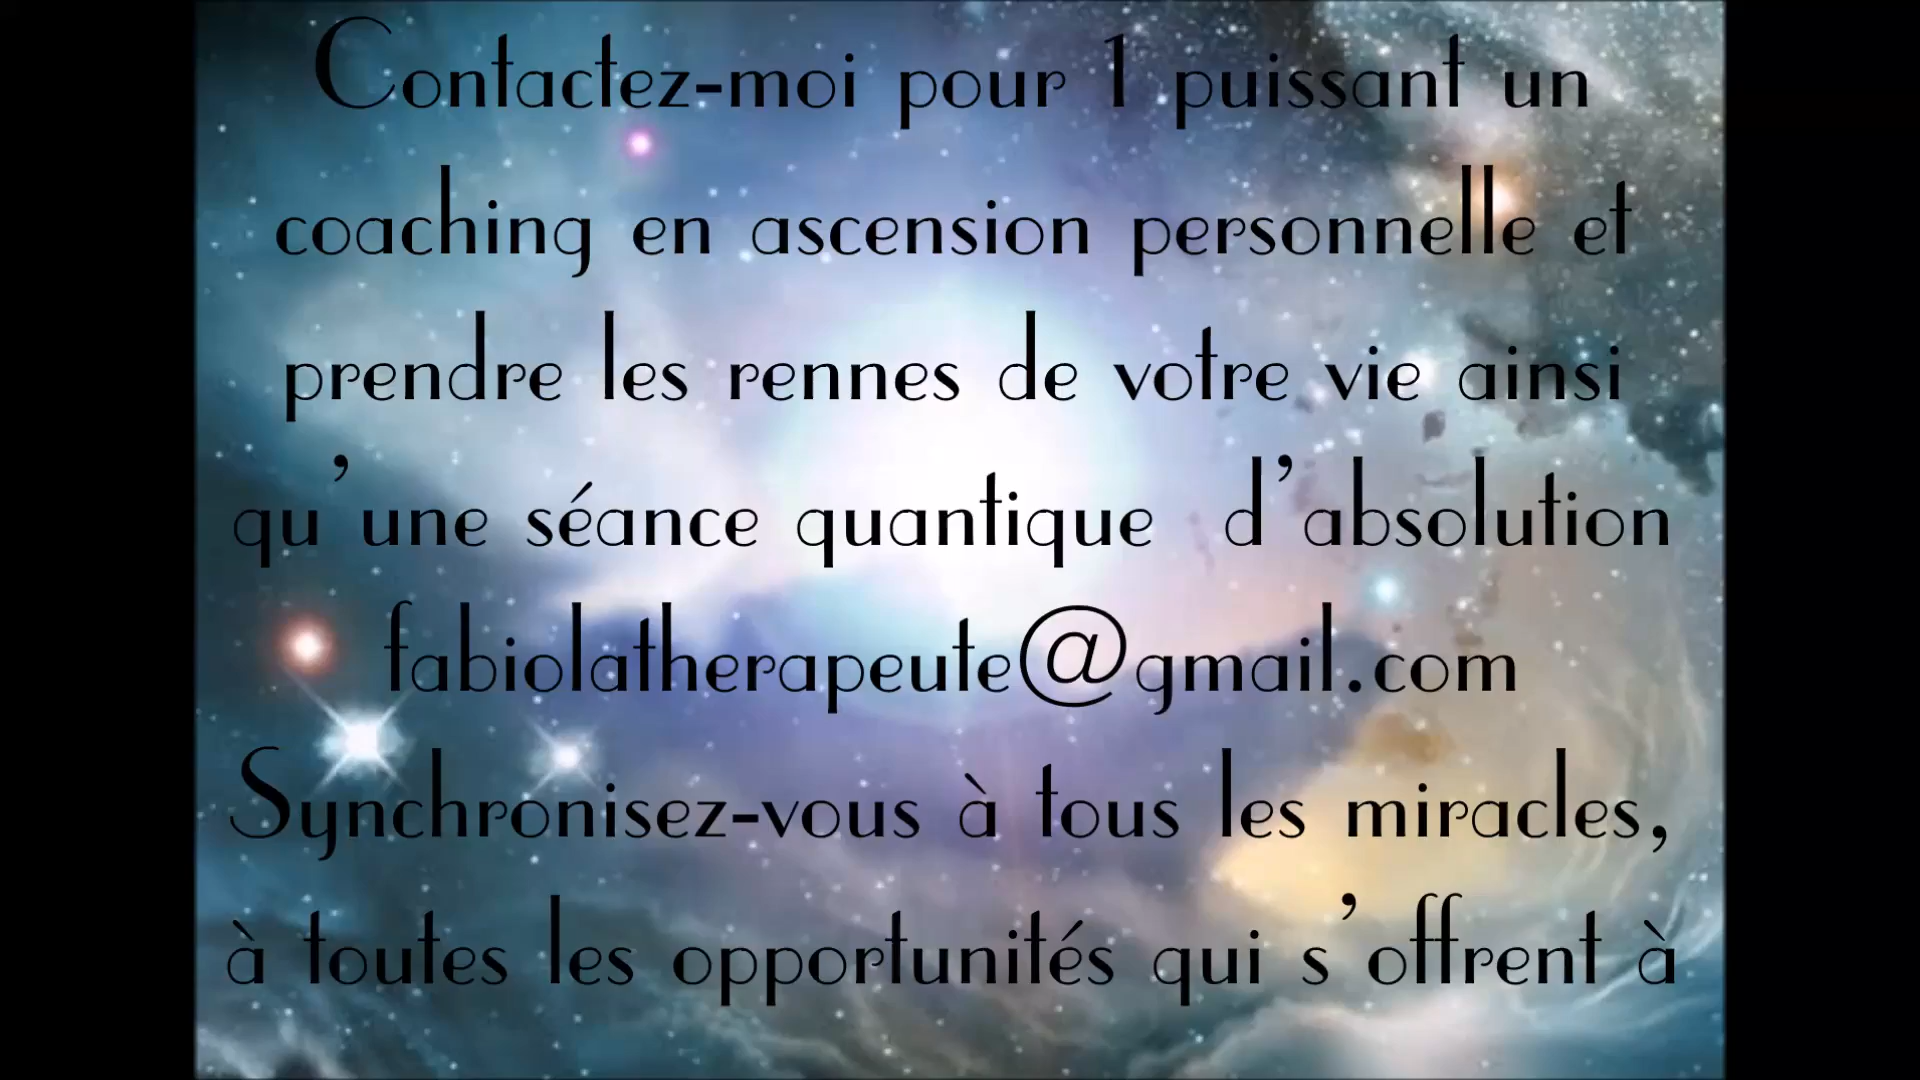 Contactez-moi pour 1 puissant un
coaching en ascension personnelle et
prendre les rennes de votre vie ainsi
qu'une séance quantique d'absolution
fabiolatherapeute@gmail.com
Synchronisez-vous à tous les miracles,
à toutes les opportunités qui s'offrent à